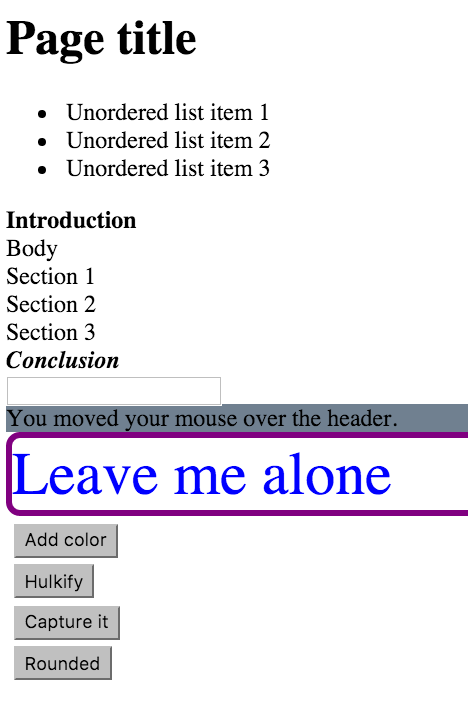 Page title
Unordered list item 1
Unordered list item 2
Unordered list item 3
Introduction
Body
Section 1
Section 2
Section 3
Conclusion
You moved your mouse over the header.
Leave me alone
Add color
Hulkify
Capture it
Rounded